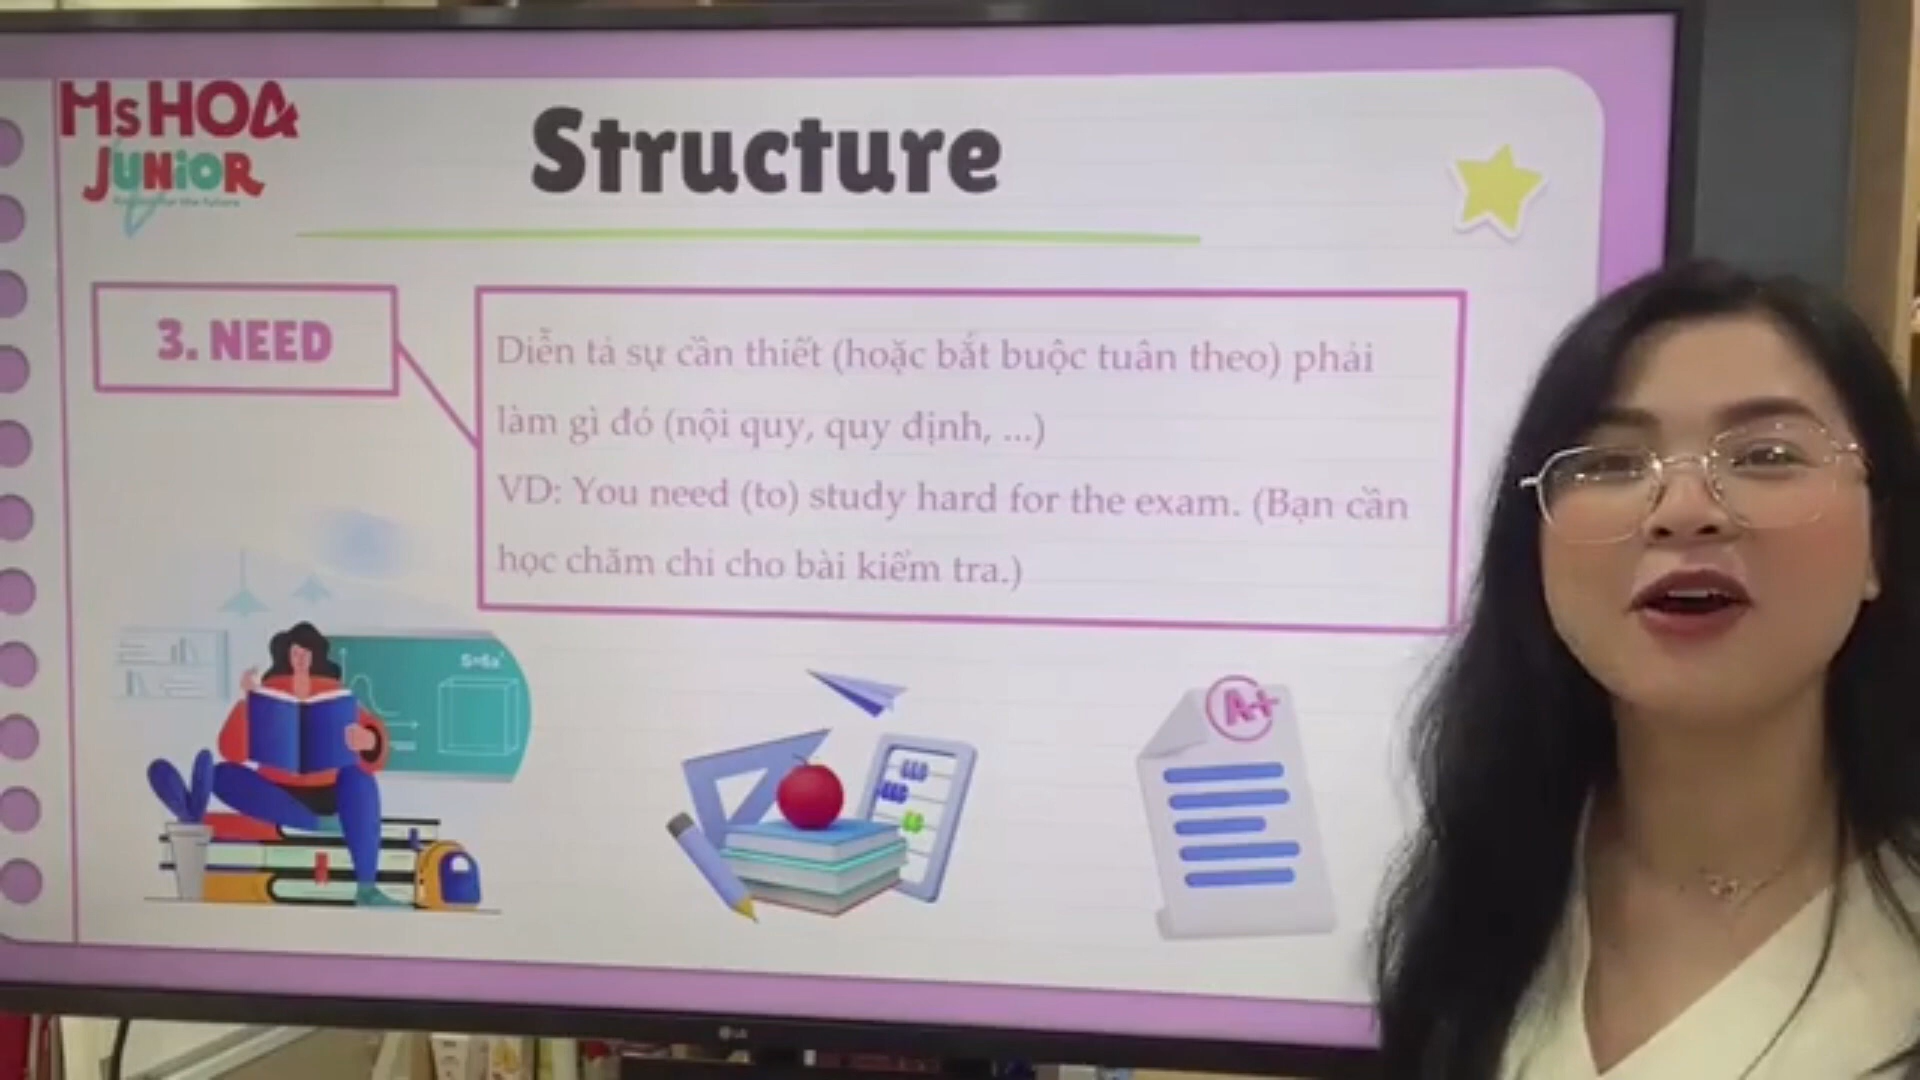 Ms HOA
JUNiOR
Structure
3. NEED
Diễn tả sự cần thiết (hoặc bắt buộc tuân theo) phải
làm gì đó (nội quy, quy định, ...)
VD: You need (to) study hard for the exam. (Bạn cần
học chăm chỉ cho bài kiểm tra.)
A+
LG